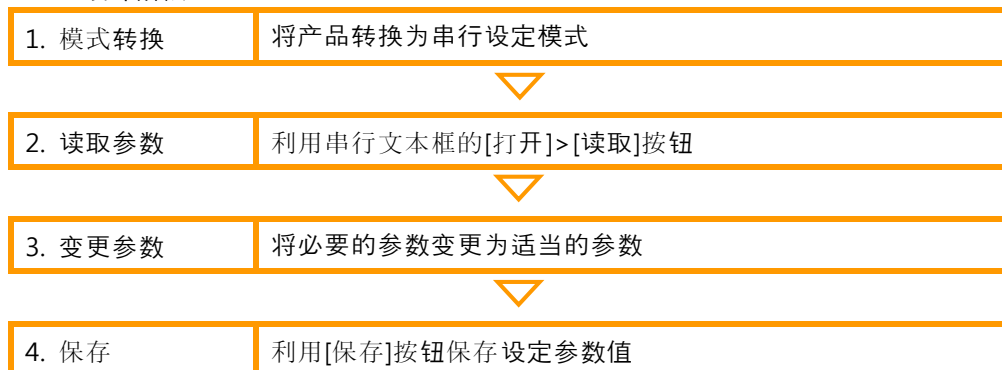 1. 模式转换 将产品转换为串行设定模式
2. 读取参数 利用串行文本框的[打开]>[读取]按钮
3. 变更参数 将必要的参数变更为适当的参数
4. 保存 利用[保存]按钮保存设定参数值